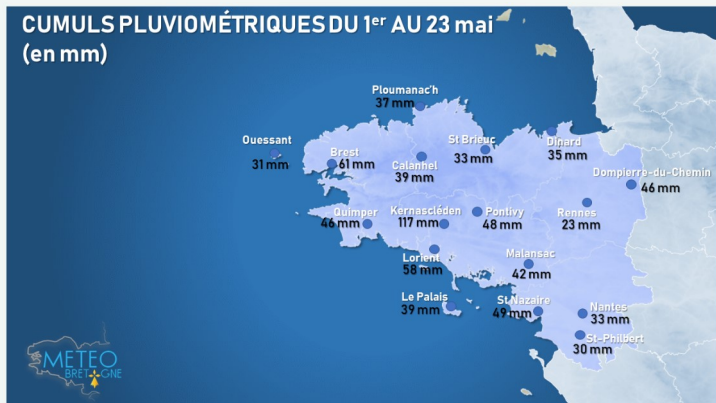 CUMULS PLUVIOMÉTRIQUES DU 1er AU 23 mai
(en mm)
Ploumanac'h
37 mm
Ouessant
31 mm
Brest
61 mm
Calanhel
39 mm
St Brieuc
33 mm
Dinard
35 mm
Dompierre-du-Chemin
46 mm
Quimper
46 mm
Kernascléden
117 mm
Pontivy
48 mm
Rennes
23 mm
Lorient
58 mm
Malansac
42 mm
Le Palais
39 mm
St Nazaire
49 mm
Nantes
33 mm
St-Philbert
30 mm
METEO
BRETAGNE